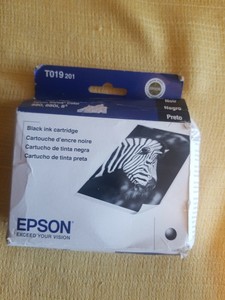 T019201
Noir
Negro
Preto
Black ink cartridge
Cartouche d'encre noire
Cartucho de tinta negra
Cartucho de tinta preta
EPSON
EXCEED YOUR VISION